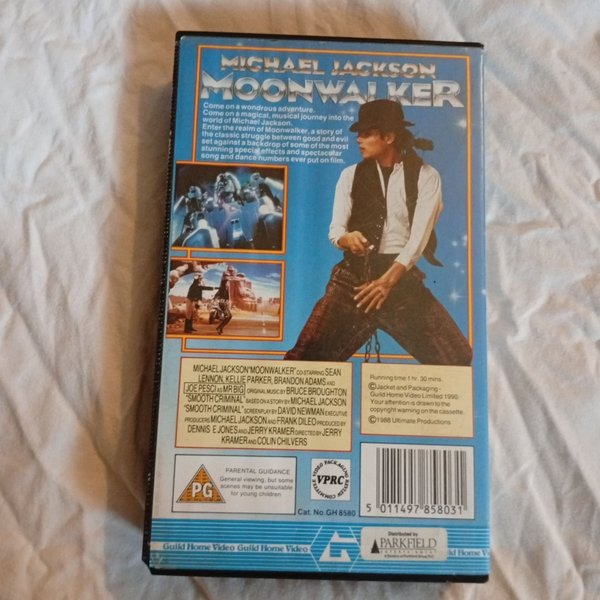 MICHAEL JACKSON
MOONWALKER
Come on a wondrous adventure.
Come on a magical, musical journey into the
world of Michael Jackson.
Enter the realm of Moonwalker, a story of
the classic struggle between good and evil
set against a backdrop of some of the most
stunning special effects and spectacular
song and dance numbers ever put on film.
MICHAEL JACKSON "MOONWALKER" CO-STARRING SEAN
LENNON, KELLIE PARKER, BRANDON ADAMS AND
JOE PESCI AS MR BIG ORIGINAL MUSIC BY BRUCE BROUGHTON
"SMOOTH CRIMINAL" BASED ON A STORY BY MICHAEL JACKSON
"SMOOTH CRIMINAL" SCREENPLAY BY DAVID NEWMAN EXECUTIVE
PRODUCERS MICHAEL JACKSON AND FRANK DILEO PRODUCED BY
DENNIS E JONES AND JERRY KRAMER DIRECTED BY JERRY
KRAMER AND COLIN CHILVERS
Running time 1 hr. 30 mins.
©Jacket and Packaging -
Guild Home Video Limited 1990.
Your attention is drawn to the
copyright warning on the cassette.
©1988 Ultimate Productions
PG
PARENTAL GUIDANCE
General viewing, but some
scenes may be unsuitable
for young children
VIDEO PACKAGING REVIEW COMMITTEE
VPRC
Cat. No. GH 8580
5 011497 858031
Guild Home Video Guild Home Video
G
Distributed by
PARKFIELD
ENTERTAINMENT
d Home Video